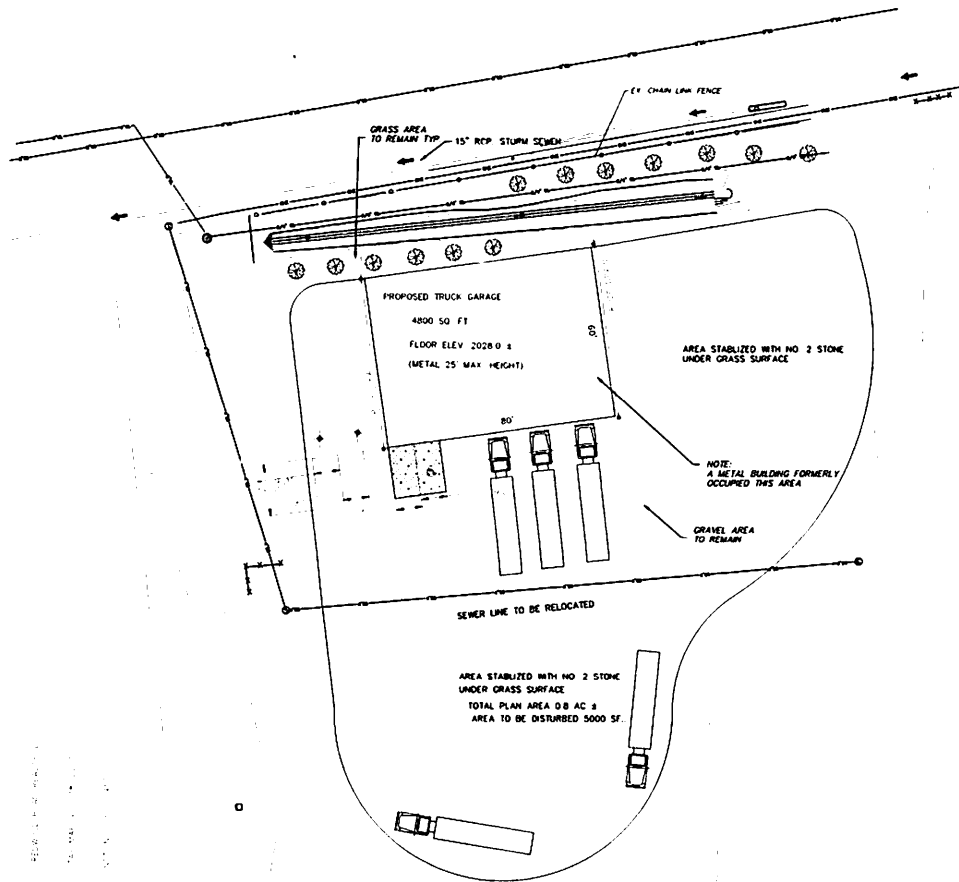 EX. CHAIN LINK FENCE
GRASS AREA
TO REMAIN TYP
15" RCP STURM SEWER
PROPOSED TRUCK GARAGE
4800 SQ FT
FLOOR ELEV 2028.0 ±
(METAL 25' MAX HEIGHT)
60'
80'
AREA STABLIZED WITH NO. 2 STONE
UNDER GRASS SURFACE
NOTE:
A METAL BUILDING FORMERLY
OCCUPIED THIS AREA
GRAVEL AREA
TO REMAIN
SEWER LINE TO BE RELOCATED
AREA STABLIZED WITH NO 2 STONE
UNDER GRASS SURFACE
TOTAL PLAN AREA 0.8 AC ±
AREA TO BE DISTURBED 5000 SF.